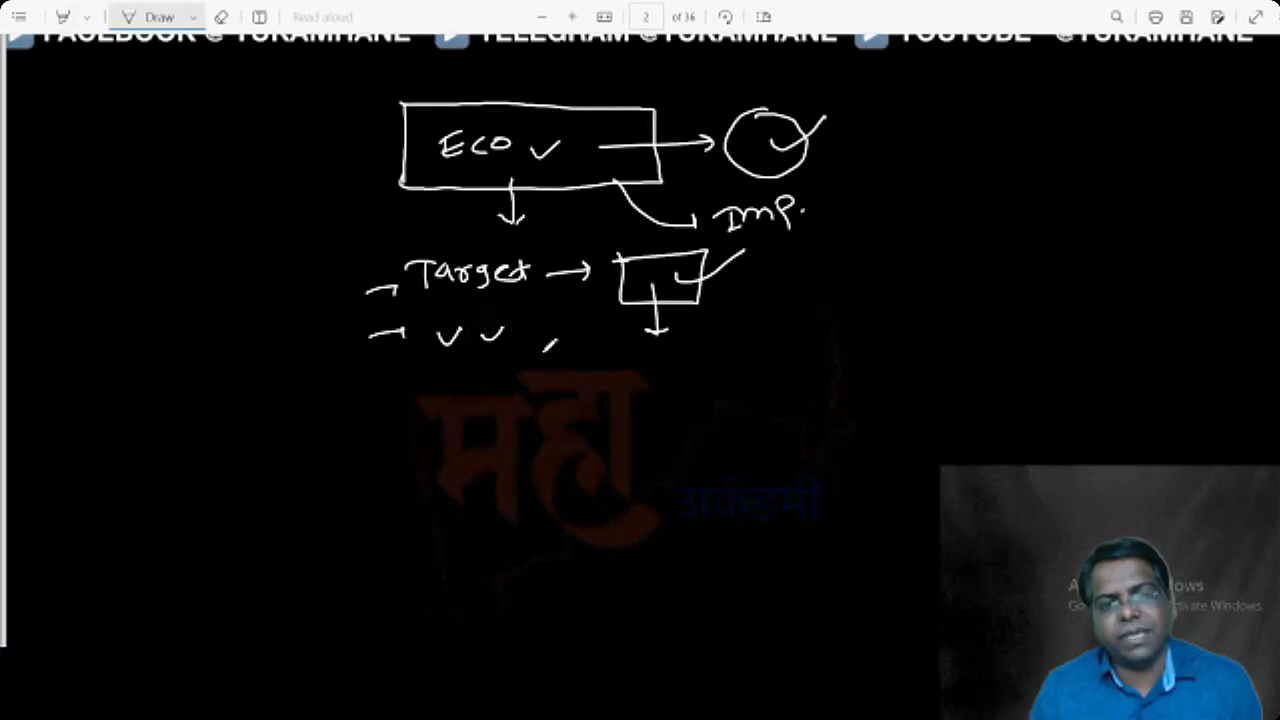 Draw Read aloud 2 of 36
FACEBOOK @ TUKAMHANE TELEGRAM @TUKAMHANE YOUTUBE @TUKAMHANE
ECO
Imp.
Target
महा
अकॅडमी